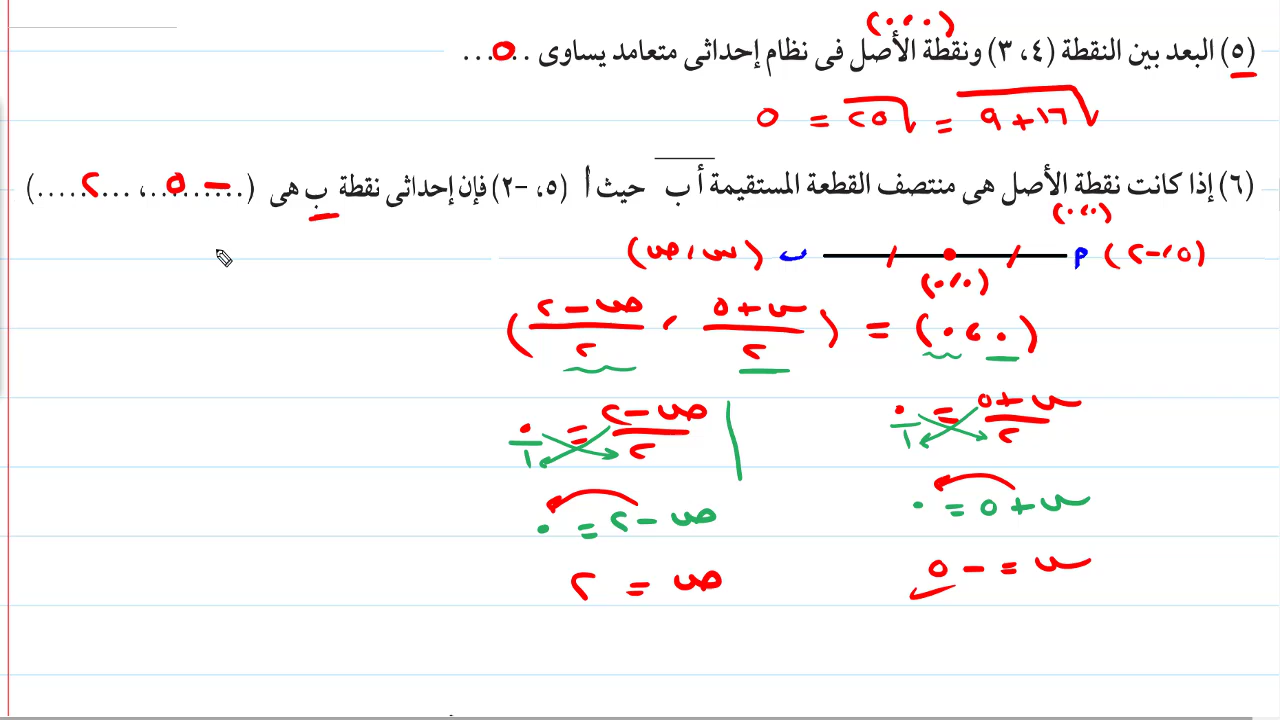 (٠،٠)
(٥) البعد بين النقطة (٤، ٣) ونقطة الأصل فى نظام إحداثى متعامد يساوى ...٥...
√١٦+٩ = √٢٥ = ٥
(٦) إذا كانت نقطة الأصل هى منتصف القطعة المستقيمة أ ب حيث أ (٥، -٢) فإن إحداثى نقطة ب هى (-٥، ٢)
(٠،٠)
(٥،-٢) أ ب (س،ص)
(٠،٠)
(٠،٠) = (س+٥/٢ ، ص-٢/٢)
س+٥/٢ = ٠/١ ص-٢/٢ = ٠/١
س+٥ = ٠ ص-٢ = ٠
س = -٥ ص = ٢